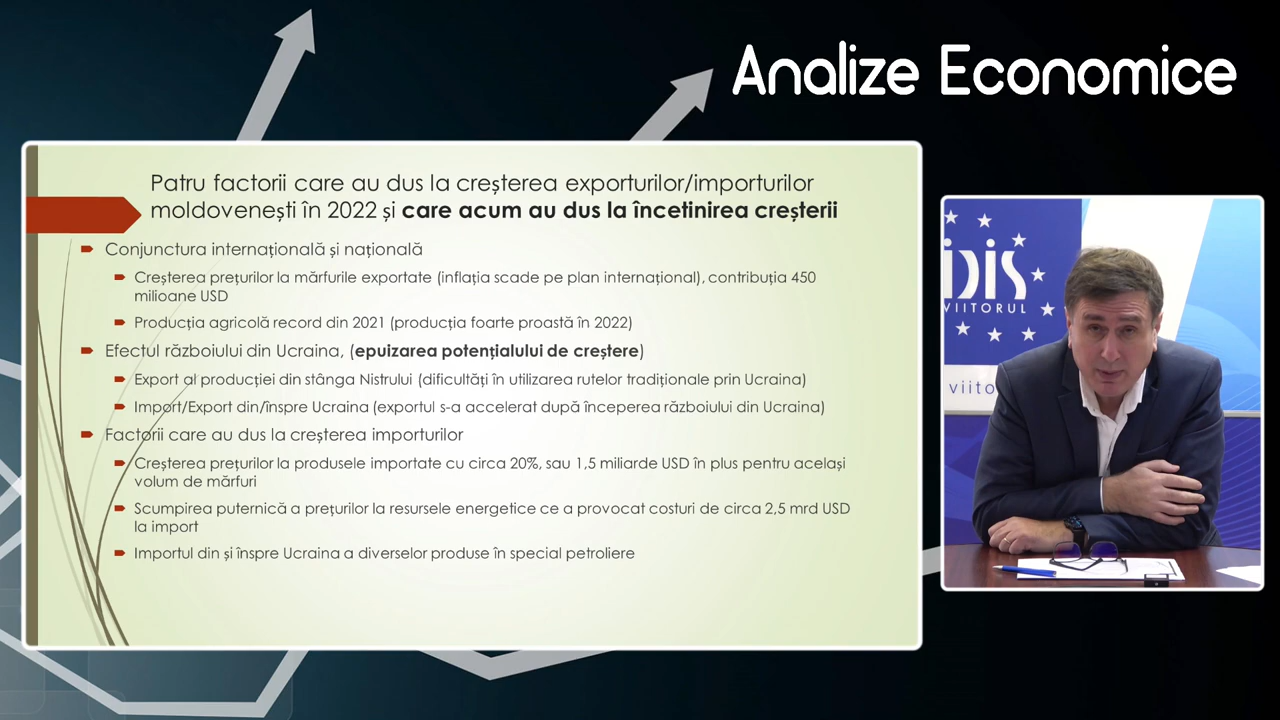 Analize Economice
Patru factorii care au dus la creșterea exporturilor/importurilor
moldovenești în 2022 și care acum au dus la încetinirea creșterii
Conjunctura internațională și națională
Creșterea prețurilor la mărfurile exportate (inflația scade pe plan internațional), contribuția 450
milioane USD
Producția agricolă record din 2021 (producția foarte proastă în 2022)
Efectul războiului din Ucraina, (epuizarea potențialului de creștere)
Export al producției din stânga Nistrului (dificultăți în utilizarea rutelor tradiționale prin Ucraina)
Import/Export din/înspre Ucraina (exportul s-a accelerat după începerea războiului din Ucraina)
Factorii care au dus la creșterea importurilor
Creșterea prețurilor la produsele importate cu circa 20%, sau 1,5 miliarde USD în plus pentru același
volum de mărfuri
Scumpirea puternică a prețurilor la resursele energetice ce a provocat costuri de circa 2,5 mrd USD
la import
Importul din și înspre Ucraina a diverselor produse în special petroliere
IDIS
VIITORUL
viito